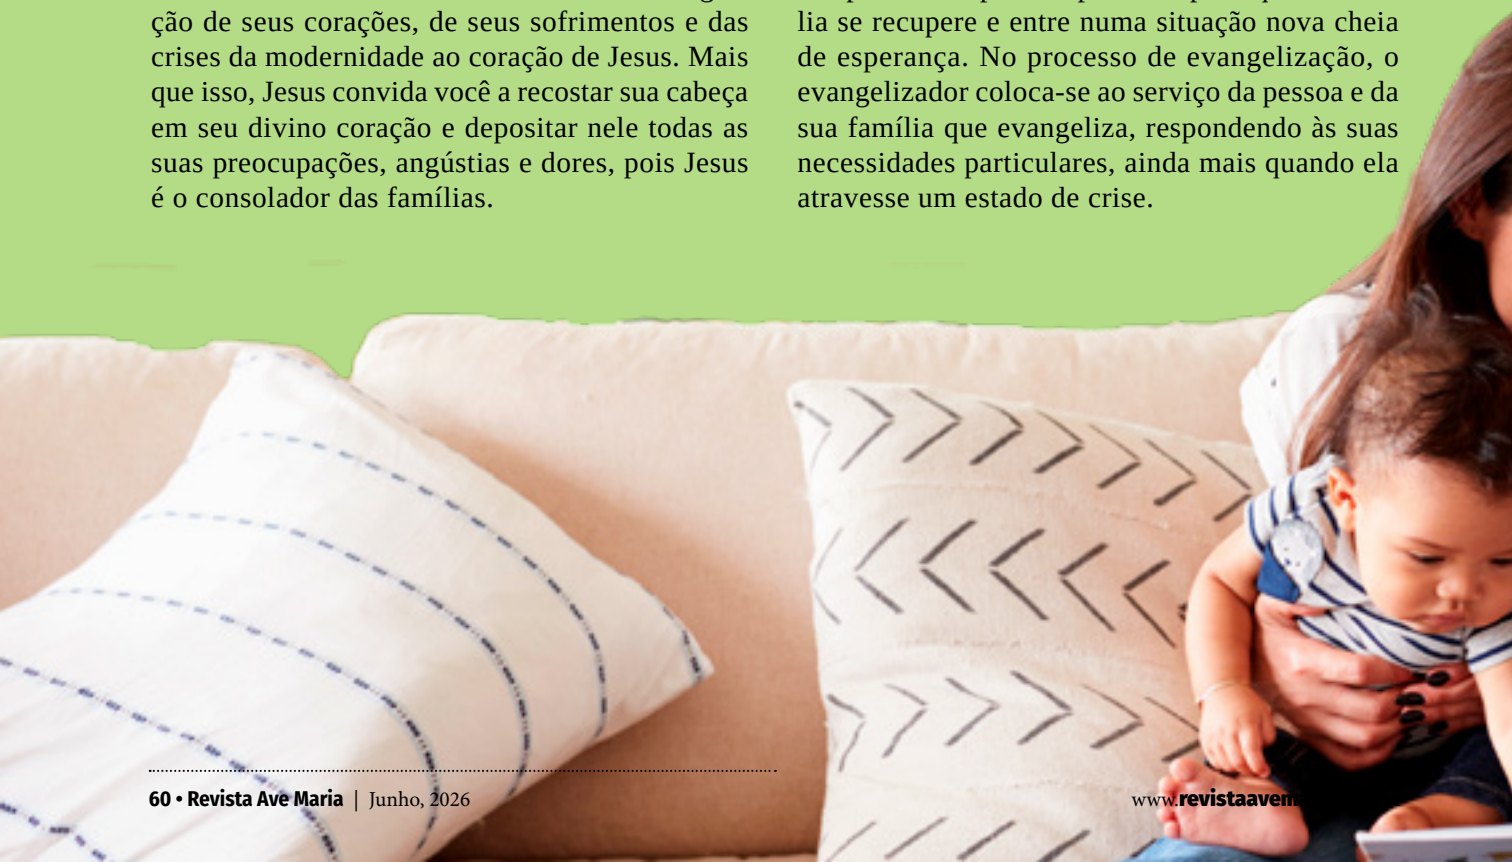 ção de seus corações, de seus sofrimentos e das
crises da modernidade ao coração de Jesus. Mais
que isso, Jesus convida você a recostar sua cabeça
em seu divino coração e depositar nele todas as
suas preocupações, angústias e dores, pois Jesus
é o consolador das famílias.
lia se recupere e entre numa situação nova cheia
de esperança. No processo de evangelização, o
evangelizador coloca-se ao serviço da pessoa e da
sua família que evangeliza, respondendo às suas
necessidades particulares, ainda mais quando ela
atravesse um estado de crise.
60 • Revista Ave Maria | Junho, 2026
www.revistaavem